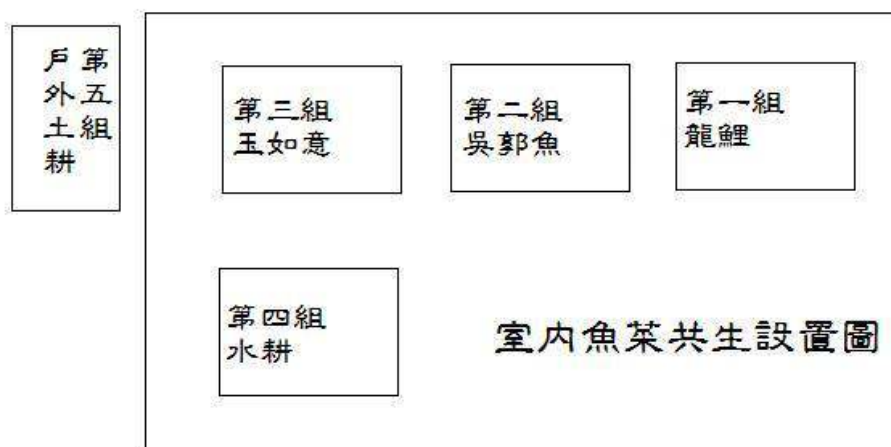 第五組
戶外土耕
第三組
玉如意
第二組
吳郭魚
第一組
龍鯉
第四組
水耕
室內魚菜共生設置圖